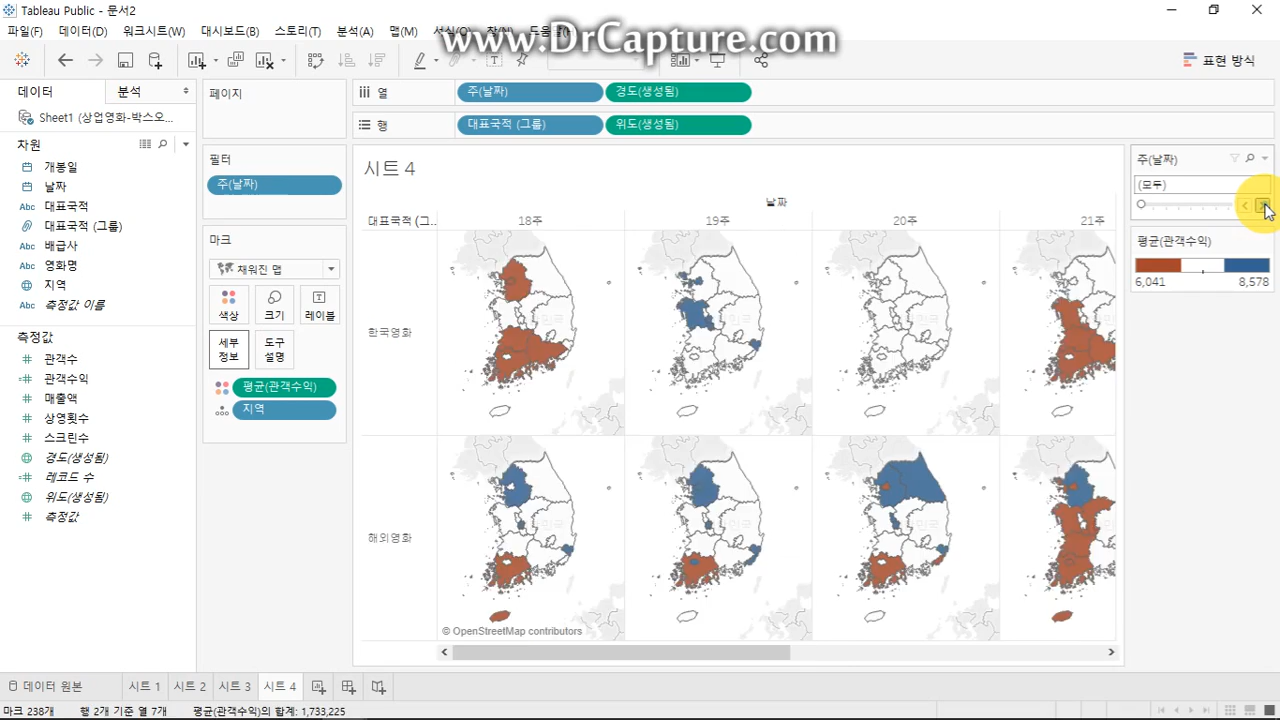 Tableau Public - 문서2
파일(F) 데이터(D) 워크시트(W) 대시보드(B) 스토리(T) 분석(A) 맵(M) 서식(O) 창(N) 도움말(H)
www.DrCapture.com
표현 방식
데이터 분석
Sheet1 (상업영화-박스오...
차원
개봉일
날짜
Abc 대표국적
대표국적 (그룹)
Abc 배급사
Abc 영화명
지역
Abc 측정값 이름
측정값
관객수
관객수익
매출액
상영횟수
스크린수
경도(생성됨)
레코드 수
위도(생성됨)
측정값
페이지
필터
주(날짜)
마크
채워진 맵
색상 크기 레이블
세부 정보 도구 설명
평균(관객수익)
지역
열 주(날짜) 경도(생성됨)
행 대표국적 (그룹) 위도(생성됨)
시트 4
날짜
대표국적 (그.. 18주 19주 20주 21주
한국영화
해외영화
© OpenStreetMap contributors
주(날짜)
(모두)
평균(관객수익)
6,041 8,578
데이터 원본 시트 1 시트 2 시트 3 시트 4
마크 238개 행 2개 기준 열 7개 평균(관객수익)의 합계: 1,733,225